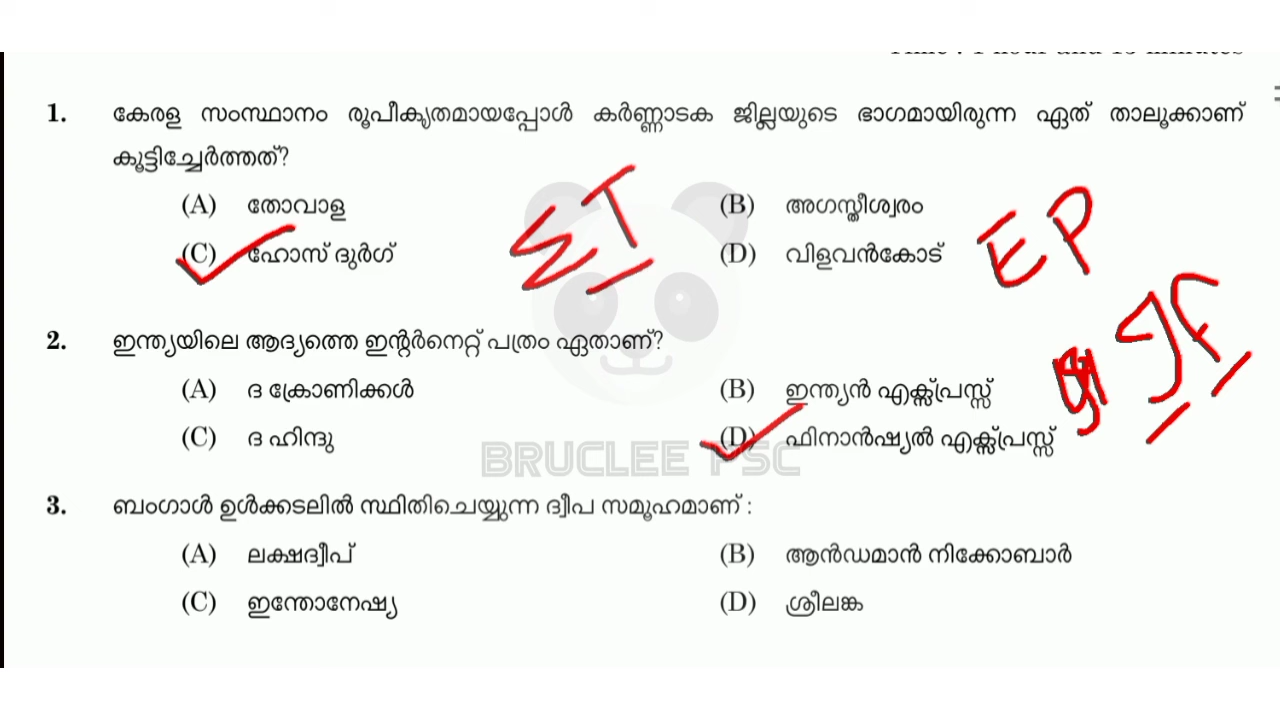 1. കേരള സംസ്ഥാനം രൂപീകൃതമായപ്പോൾ കർണ്ണാടക ജില്ലയുടെ ഭാഗമായിരുന്ന ഏത് താലൂക്കാണ്
കൂട്ടിച്ചേർത്തത്?
(A) തോവാള (B) അഗസ്തീശ്വരം
(C) ഹോസ് ദുർഗ് (D) വിളവൻകോട്
EP
2. ഇന്ത്യയിലെ ആദ്യത്തെ ഇന്റർനെറ്റ് പത്രം ഏതാണ്?
(A) ദ ക്രോണിക്കൾ (B) ഇന്ത്യൻ എക്സ്പ്രസ്സ്
(C) ദ ഹിന്ദു (D) ഫിനാൻഷ്യൽ എക്സ്പ്രസ്സ്
BRUCLEE PSC
3. ബംഗാൾ ഉൾക്കടലിൽ സ്ഥിതിചെയ്യുന്ന ദ്വീപ സമൂഹമാണ് :
(A) ലക്ഷദ്വീപ് (B) ആൻഡമാൻ നിക്കോബാർ
(C) ഇന്തോനേഷ്യ (D) ശ്രീലങ്ക